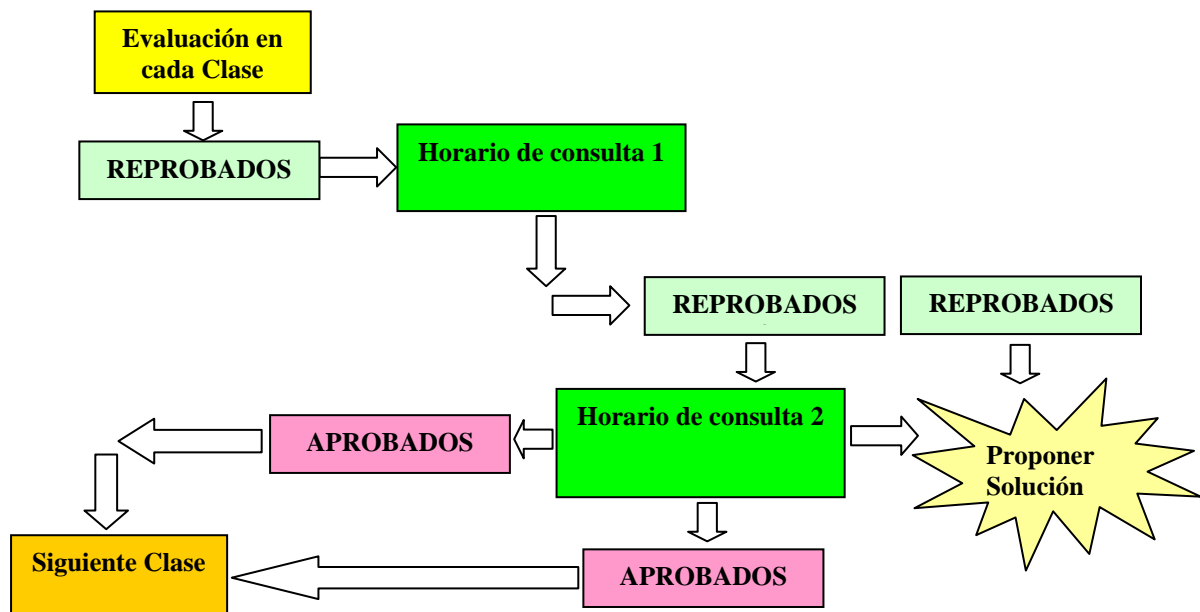 Evaluación en
cada Clase
REPROBADOS
Horario de consulta 1
REPROBADOS
REPROBADOS
Horario de consulta 2
APROBADOS
Proponer
Solución
Siguiente Clase
APROBADOS